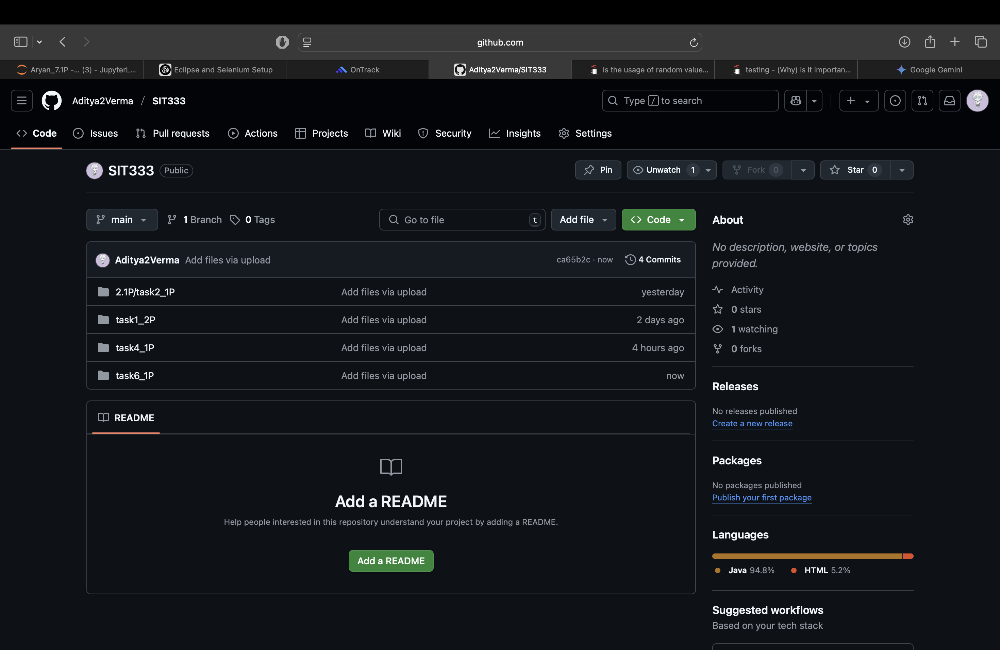 github.com
Aryan_7.1P -... (3) - JupyterL...
Eclipse and Selenium Setup
OnTrack
Aditya2Verma/SIT333
Is the usage of random value...
testing - (Why) is it importan...
Google Gemini
Aditya2Verma / SIT333
Type / to search
Code
Issues
Pull requests
Actions
Projects
Wiki
Security
Insights
Settings
SIT333 Public
Pin
Unwatch 1
Fork 0
Star 0
main
1 Branch
0 Tags
Go to file t
Add file
Code
Aditya2Verma Add files via upload ca65b2c · now 4 Commits
2.1P/task2_1P Add files via upload yesterday
task1_2P Add files via upload 2 days ago
task4_1P Add files via upload 4 hours ago
task6_1P Add files via upload now
README
Add a README
Help people interested in this repository understand your project by adding a README.
Add a README
About
No description, website, or topics
provided.
Activity
0 stars
1 watching
0 forks
Releases
No releases published
Create a new release
Packages
No packages published
Publish your first package
Languages
Java 94.8% HTML 5.2%
Suggested workflows
Based on your tech stack